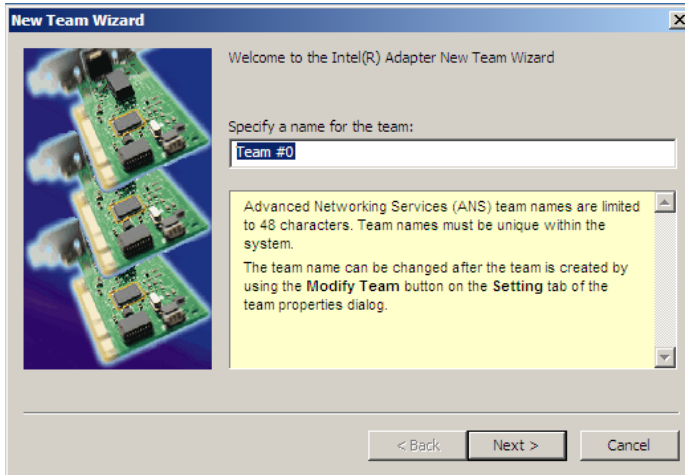 New Team Wizard
Welcome to the Intel(R) Adapter New Team Wizard
Specify a name for the team:
Team #0
Advanced Networking Services (ANS) team names are limited
to 48 characters. Team names must be unique within the
system.
The team name can be changed after the team is created by
using the Modify Team button on the Setting tab of the
team properties dialog.
< Back
Next >
Cancel